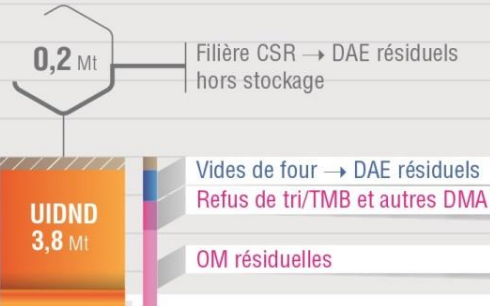 0,2 Mt
Filière CSR → DAE résiduels
hors stockage
Vides de four → DAE résiduels
Refus de tri/TMB et autres DMA
UIDND
3,8 Mt
OM résiduelles